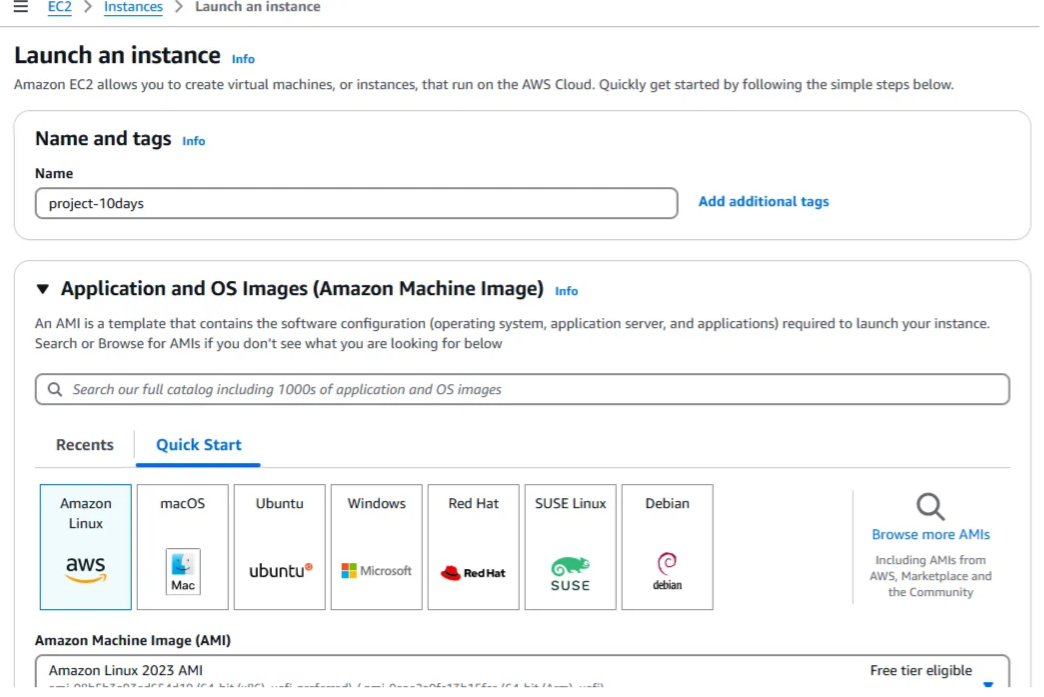 EC2 > Instances > Launch an instance
Launch an instance Info
Amazon EC2 allows you to create virtual machines, or instances, that run on the AWS Cloud. Quickly get started by following the simple steps below.
Name and tags Info
Name
project-10days
Add additional tags
Application and OS Images (Amazon Machine Image) Info
An AMI is a template that contains the software configuration (operating system, application server, and applications) required to launch your instance.
Search or Browse for AMIs if you don't see what you are looking for below
Search our full catalog including 1000s of application and OS images
Recents
Quick Start
Amazon
Linux
aws
macOS
Mac
Ubuntu
ubuntu
Windows
Microsoft
Red Hat
Red Hat
SUSE Linux
SUSE
Debian
debian
Browse more AMIs
Including AMIs from
AWS, Marketplace and
the Community
Amazon Machine Image (AMI)
Amazon Linux 2023 AMI
Free tier eligible